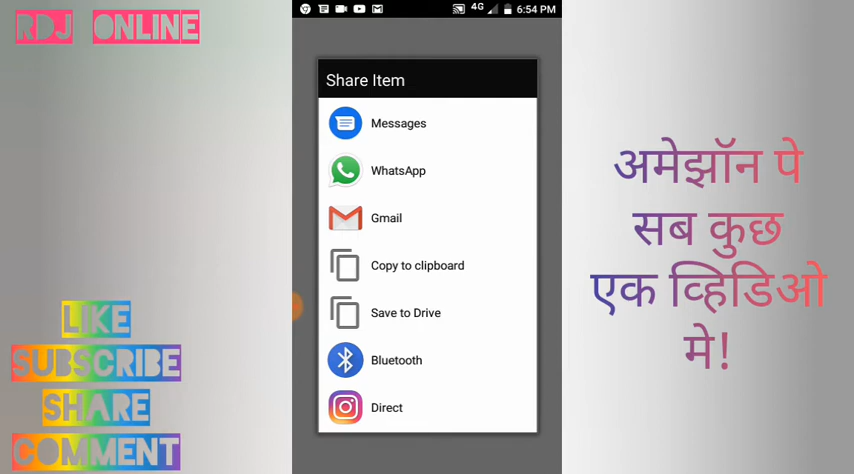 RDJ ONLINE
4G 6:54 PM
Share Item
Messages
WhatsApp
Gmail
Copy to clipboard
Save to Drive
Bluetooth
Direct
LIKE
SUBSCRIBE
SHARE
COMMENT
अमेझॉन पे
सब कुछ
एक व्हिडिओ
मे!